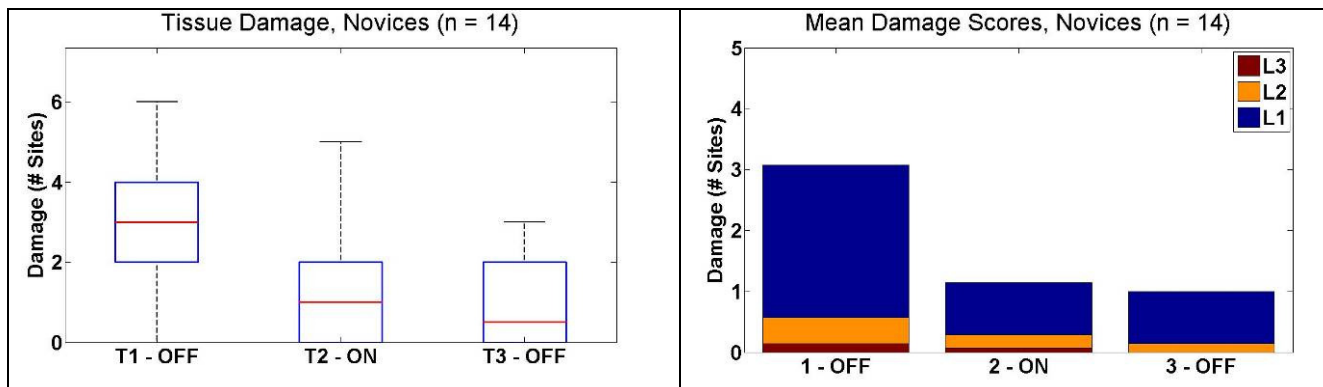 Tissue Damage, Novices (n = 14)
Damage (# Sites)
6
4
2
0
T1 - OFF
T2 - ON
T3 - OFF
Mean Damage Scores, Novices (n = 14)
Damage (# Sites)
5
4
3
2
1
0
L3
L2
L1
1 - OFF
2 - ON
3 - OFF